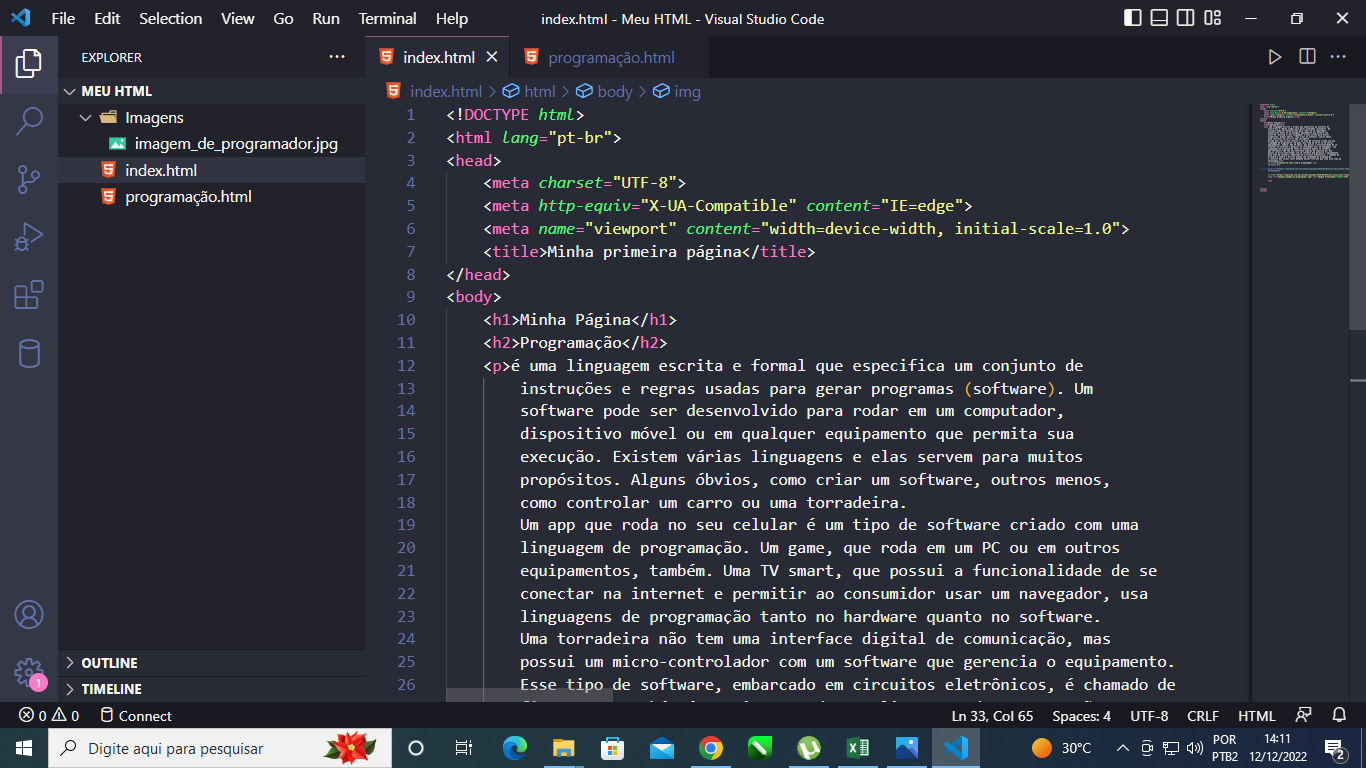 File Edit Selection View Go Run Terminal Help index.html - Meu HTML - Visual Studio Code
EXPLORER
index.html programação.html
MEU HTML
index.html > html > body > img
Imagens
imagem_de_programador.jpg
index.html
programação.html
1 <!DOCTYPE html>
2 <html lang="pt-br">
3 <head>
4 <meta charset="UTF-8">
5 <meta http-equiv="X-UA-Compatible" content="IE=edge">
6 <meta name="viewport" content="width=device-width, initial-scale=1.0">
7 <title>Minha primeira página</title>
8 </head>
9 <body>
10 <h1>Minha Página</h1>
11 <h2>Programação</h2>
12 <p>é uma linguagem escrita e formal que especifica um conjunto de
13 instruções e regras usadas para gerar programas (software). Um
14 software pode ser desenvolvido para rodar em um computador,
15 dispositivo móvel ou em qualquer equipamento que permita sua
16 execução. Existem várias linguagens e elas servem para muitos
17 propósitos. Alguns óbvios, como criar um software, outros menos,
18 como controlar um carro ou uma torradeira.
19 Um app que roda no seu celular é um tipo de software criado com uma
20 linguagem de programação. Um game, que roda em um PC ou em outros
21 equipamentos, também. Uma TV smart, que possui a funcionalidade de se
22 conectar na internet e permitir ao consumidor usar um navegador, usa
23 linguagens de programação tanto no hardware quanto no software.
24 Uma torradeira não tem uma interface digital de comunicação, mas
25 possui um micro-controlador com um software que gerencia o equipamento.
26 Esse tipo de software, embarcado em circuitos eletrônicos, é chamado de
OUTLINE
TIMELINE
1
0 0 Connect Ln 33, Col 65 Spaces: 4 UTF-8 CRLF HTML
Digite aqui para pesquisar 30°C POR PTB2 14:11 12/12/2022 2